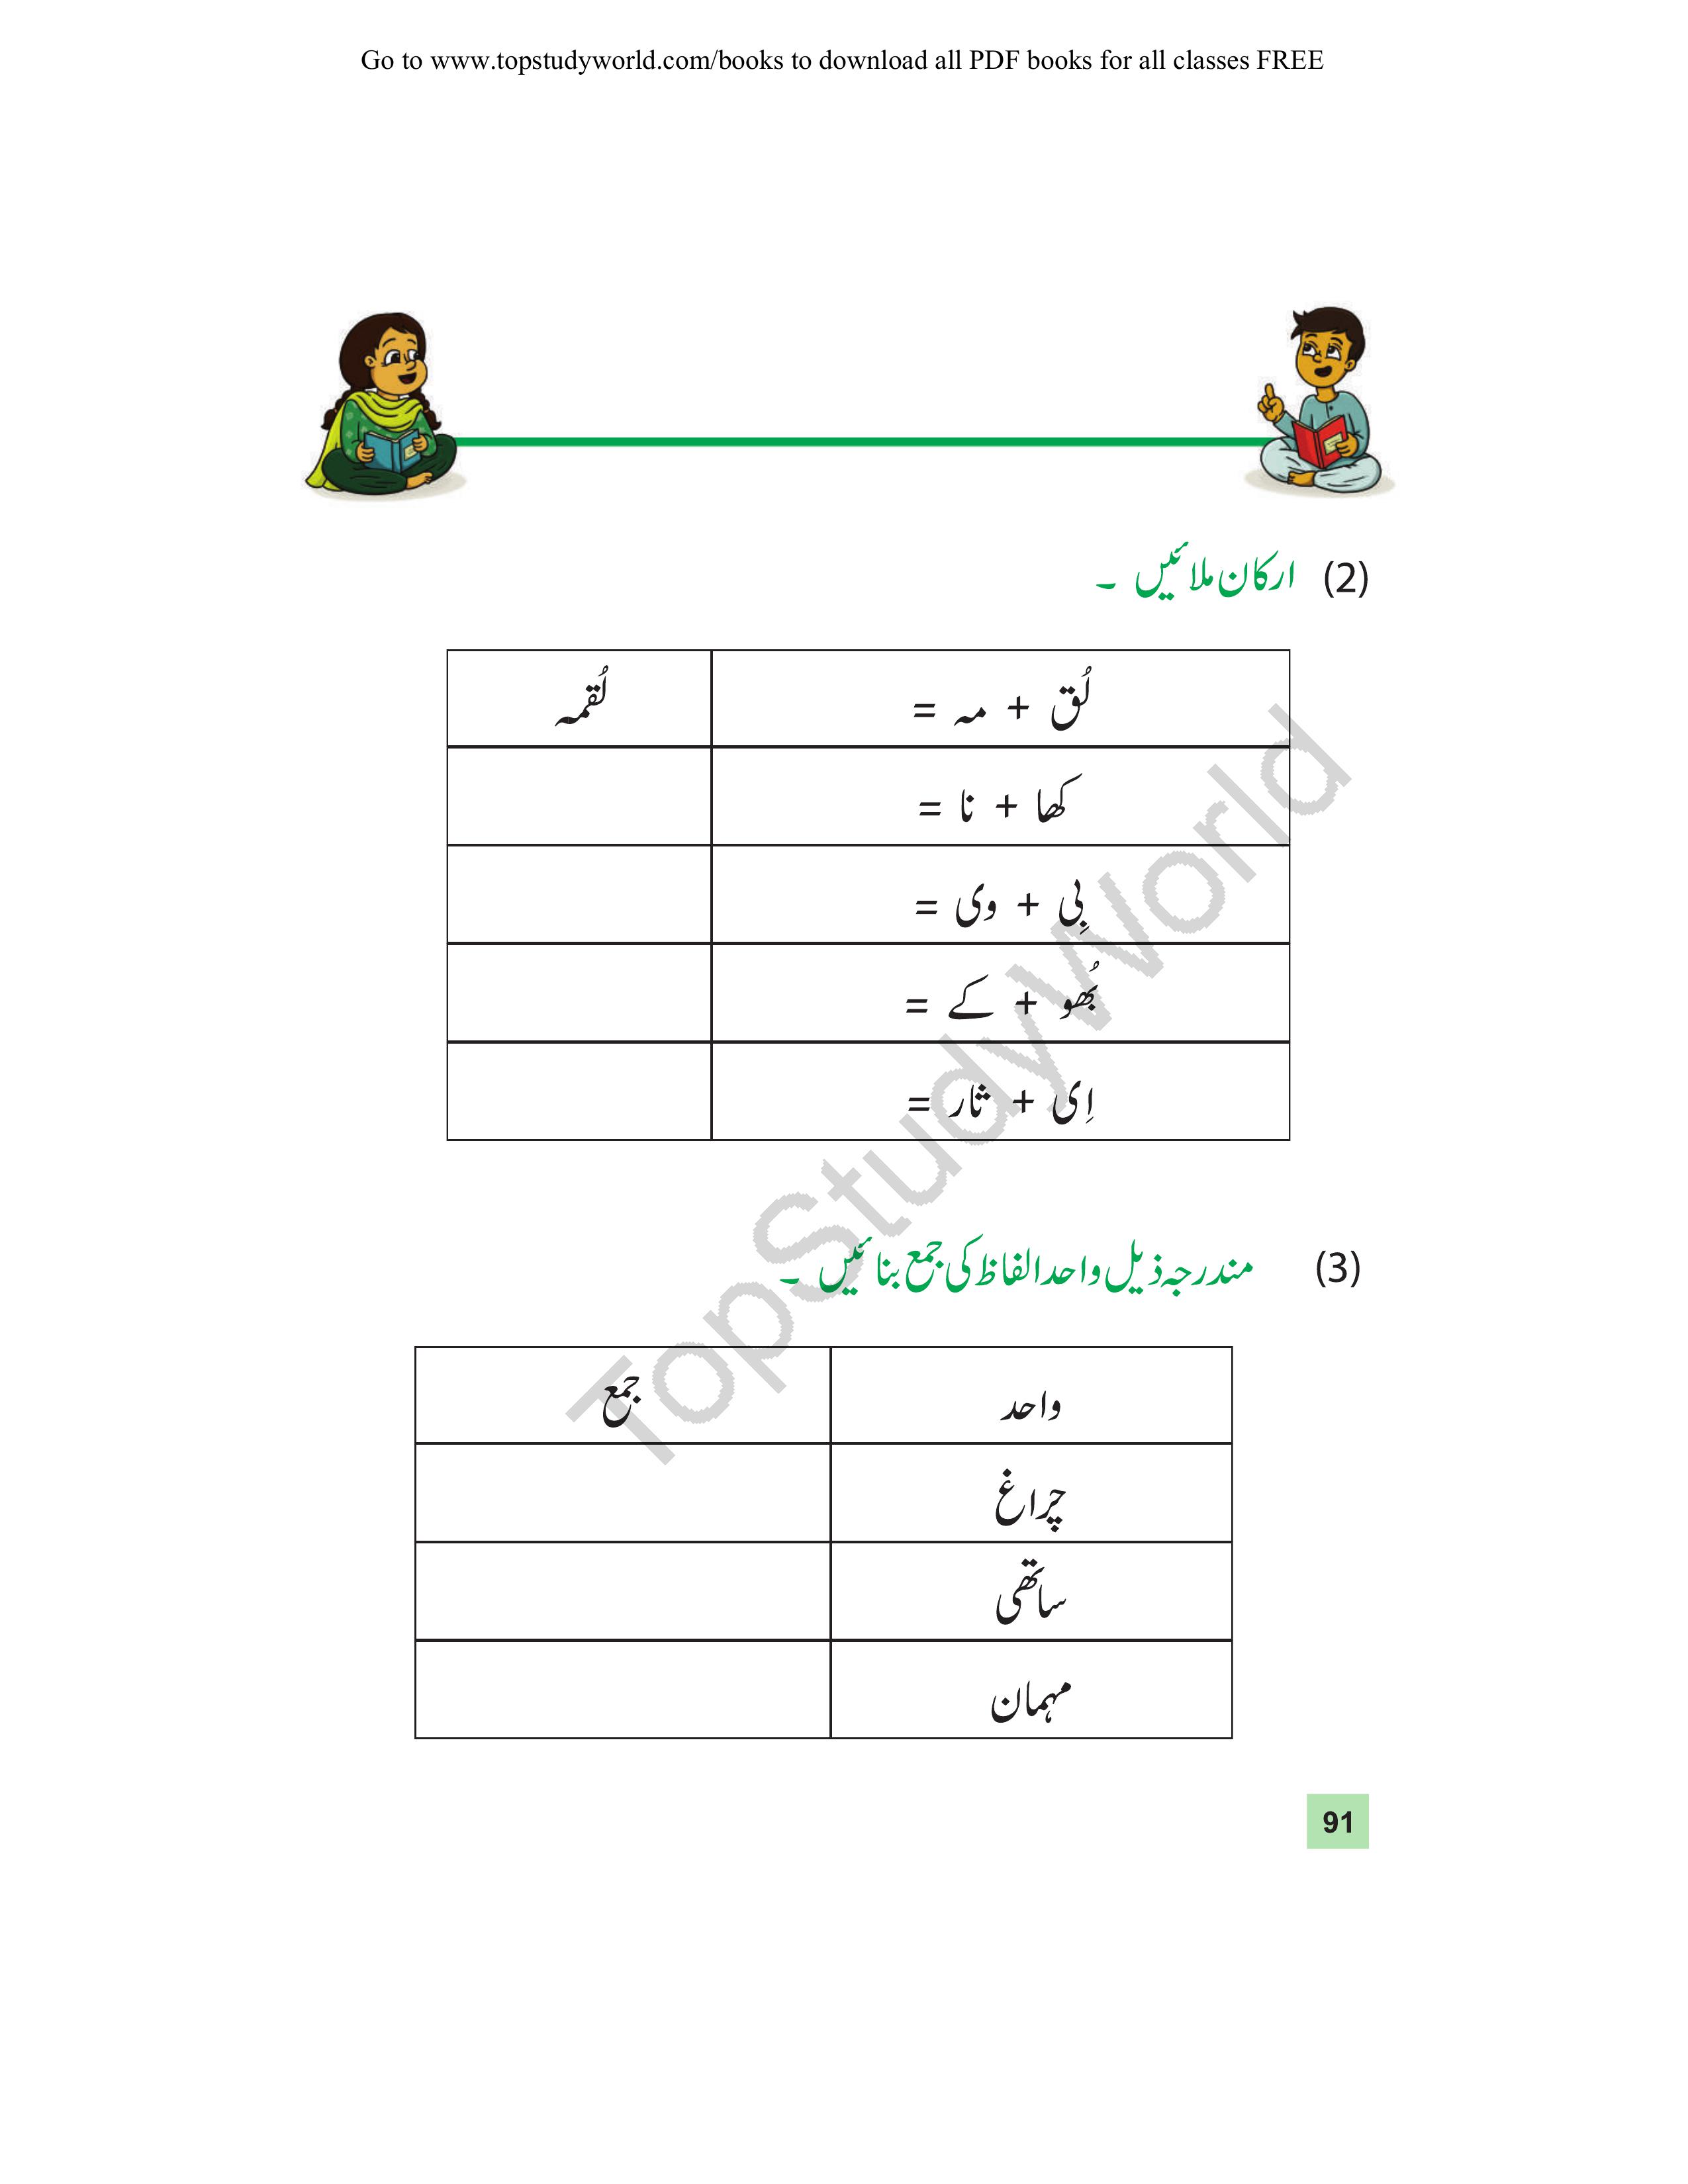 Go to www.topstudyworld.com/books to download all PDF books for all classes FREE
(2) ارکان ملائیں ۔
لُق + مہ = لُقمہ
کھا + نا =
بِی + وی =
بُھو + کے =
اِی + ثار =
(3) مندرجہ ذیل واحد الفاظ کی جمع بنائیں ۔
واحد جمع
چراغ
ساتھی
مہمان
TopStudyWorld
91